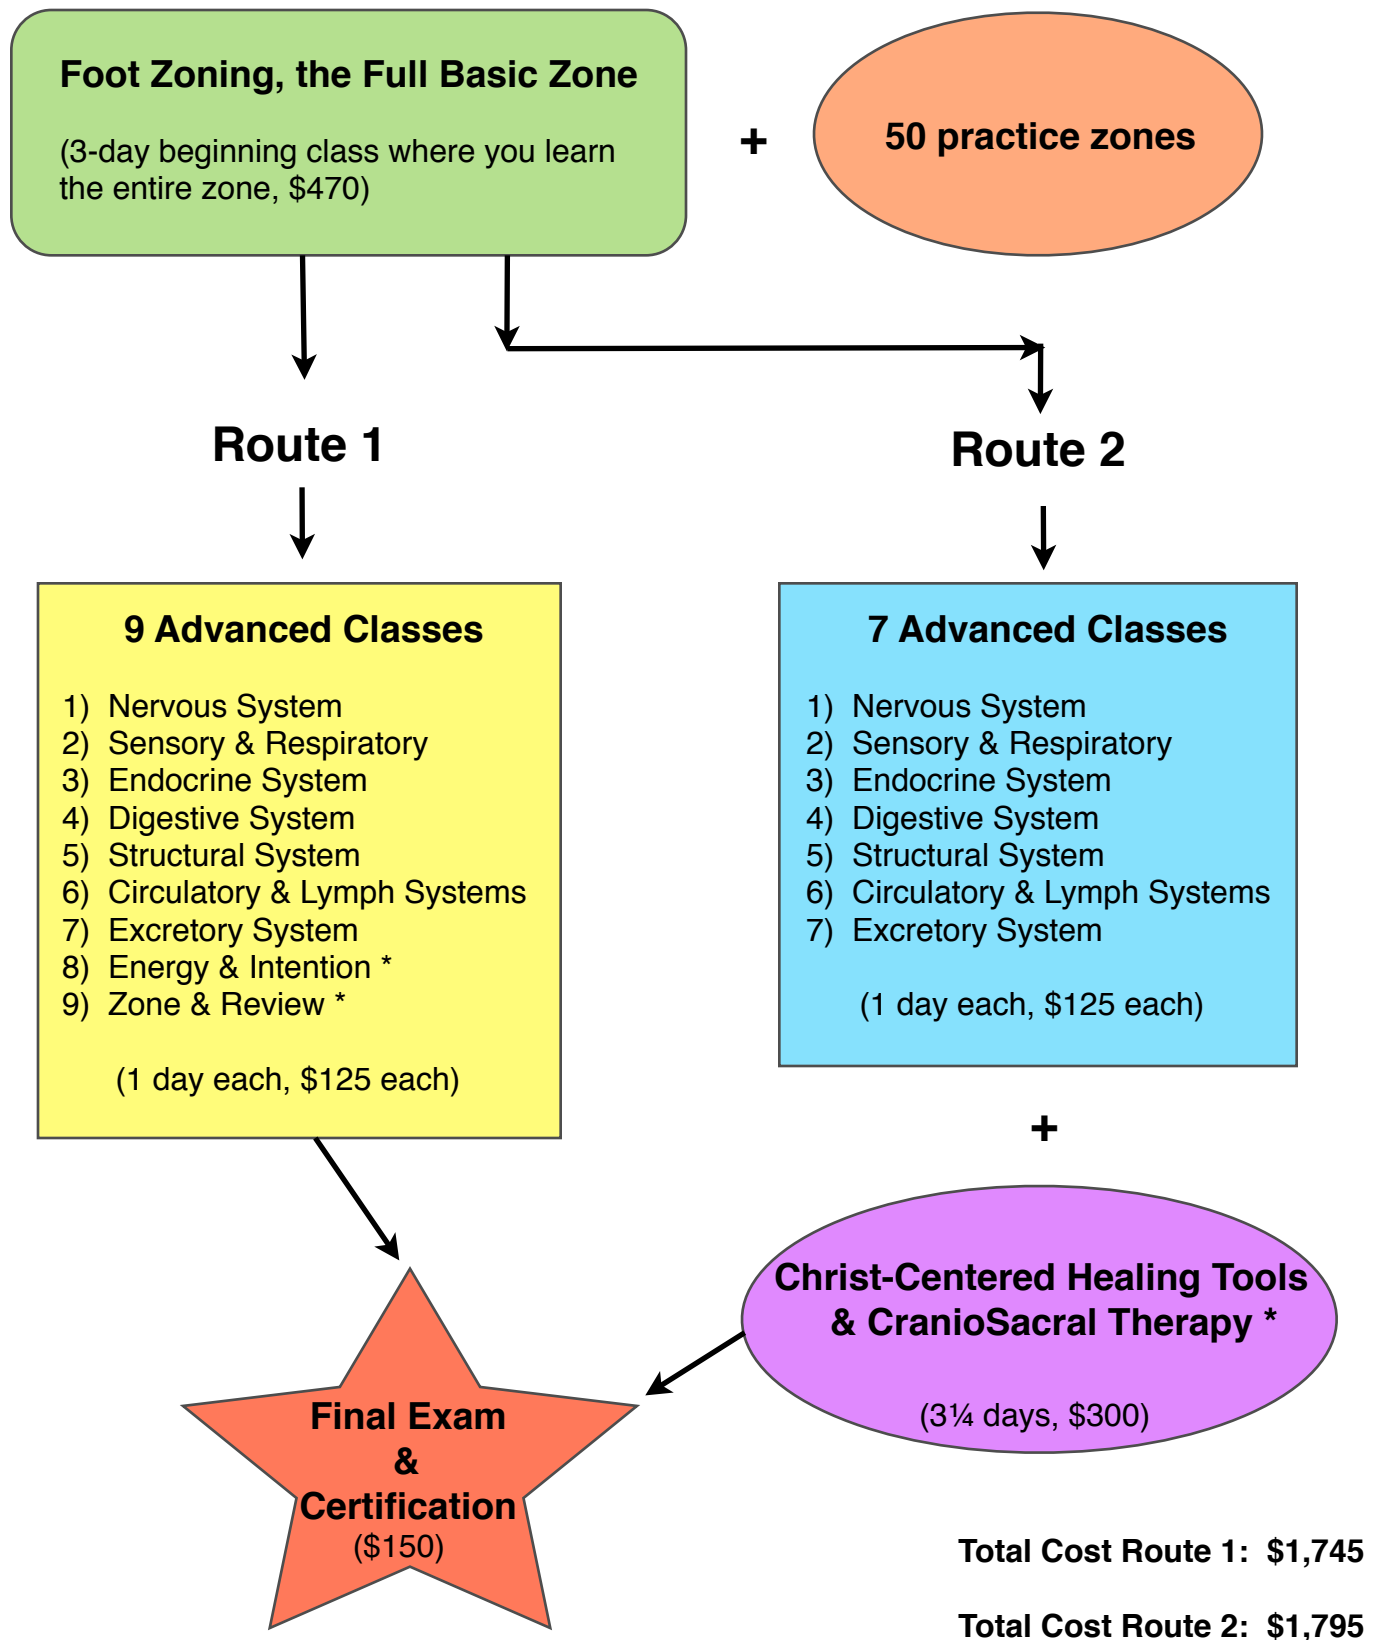 Foot Zoning, the Full Basic Zone
(3-day beginning class where you learn
the entire zone, $470)
+
50 practice zones
Route 1
Route 2
9 Advanced Classes
1) Nervous System
2) Sensory & Respiratory
3) Endocrine System
4) Digestive System
5) Structural System
6) Circulatory & Lymph Systems
7) Excretory System
8) Energy & Intention *
9) Zone & Review *
(1 day each, $125 each)
7 Advanced Classes
1) Nervous System
2) Sensory & Respiratory
3) Endocrine System
4) Digestive System
5) Structural System
6) Circulatory & Lymph Systems
7) Excretory System
(1 day each, $125 each)
+
Christ-Centered Healing Tools
& CranioSacral Therapy *
(3¼ days, $300)
Final Exam
&
Certification
($150)
Total Cost Route 1: $1,745
Total Cost Route 2: $1,795